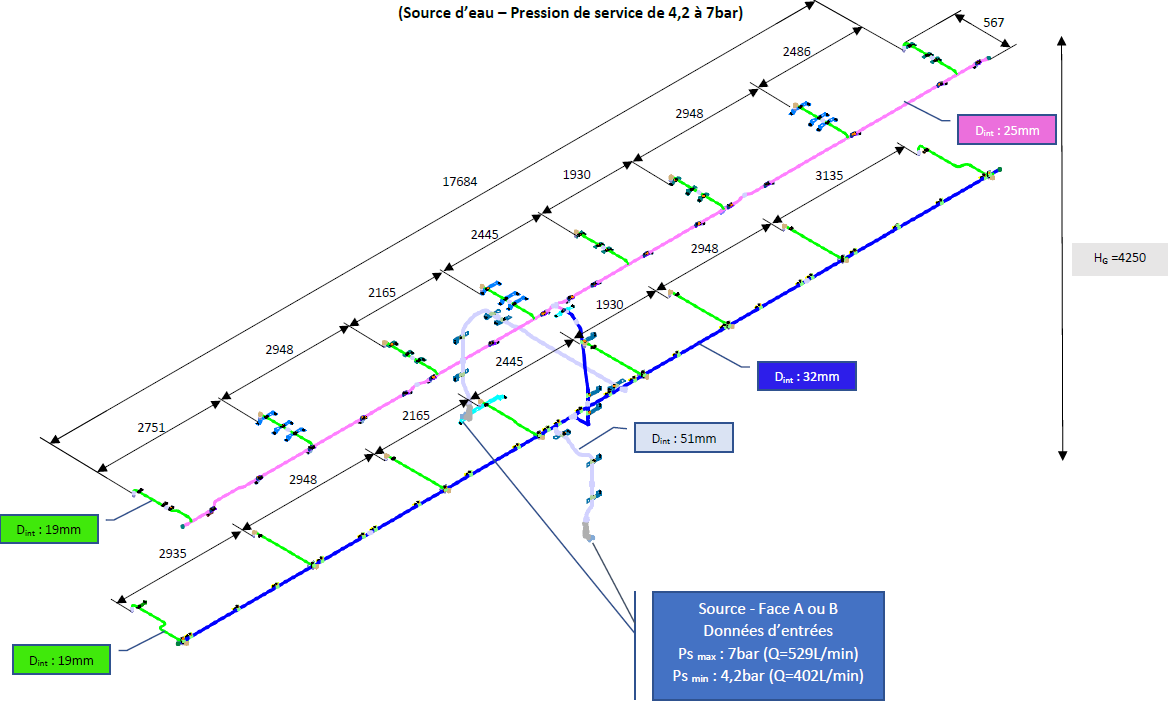 (Source d’eau – Pression de service de 4,2 à 7bar)
567
2486
2948
Dint : 25mm
17684
1930
3135
2445
2948
HG =4250
2165
1930
2948
2445
Dint : 32mm
2751
2165
Dint : 51mm
2948
Dint : 19mm
2935
Source - Face A ou B
Données d’entrées
Ps max : 7bar (Q=529L/min)
Ps min : 4,2bar (Q=402L/min)
Dint : 19mm